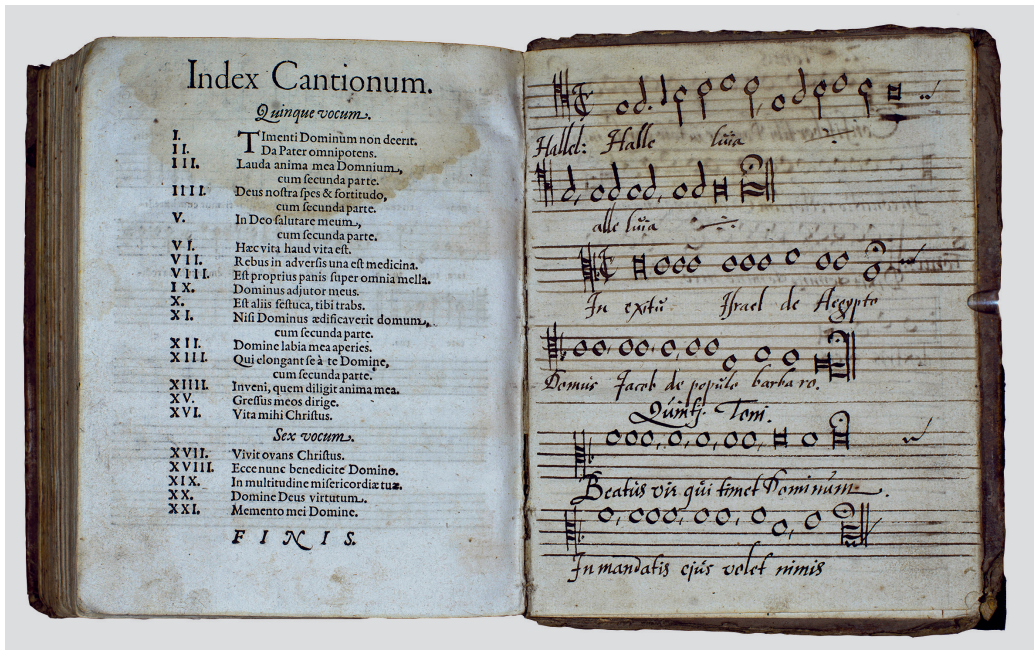 Index Cantionum.
Quinque vocum.
I. TImenti Dominum non deerit.
II. Da Pater omnipotens.
III. Lauda anima mea Domnium,
cum secunda parte.
IIII. Deus nostra spes & fortitudo,
cum secunda parte.
V. In Deo salutare meum,
cum secunda parte.
VI. Hæc vita haud vita est.
VII. Rebus in adversis una est medicina.
VIII. Est proprius panis super omnia mella.
IX. Dominus adjutor meus.
X. Est aliis festuca, tibi trabs.
XI. Nisi Dominus ædificaverit domum,
cum secunda parte.
XII. Domine labia mea aperies.
XIII. Qui elongant se à te Domine,
cum secunda parte.
XIIII. Inveni, quem diligit anima mea.
XV. Gressus meos dirige.
XVI. Vita mihi Christus.
Sex vocum.
XVII. Vivit ovans Christus.
XVIII. Ecce nunc benedicite Domino.
XIX. In multitudine misericordiæ tuæ.
XX. Domine Deus virtutum.
XXI. Memento mei Domine.
FINIS.
Hallel: Halle luia
alle luia
In exitu Israel de Aegypto
Domus Jacob de populo barbaro.
Quinti Toni.
Beatus vir qui timet Dominum.
In mandatis ejus volet nimis